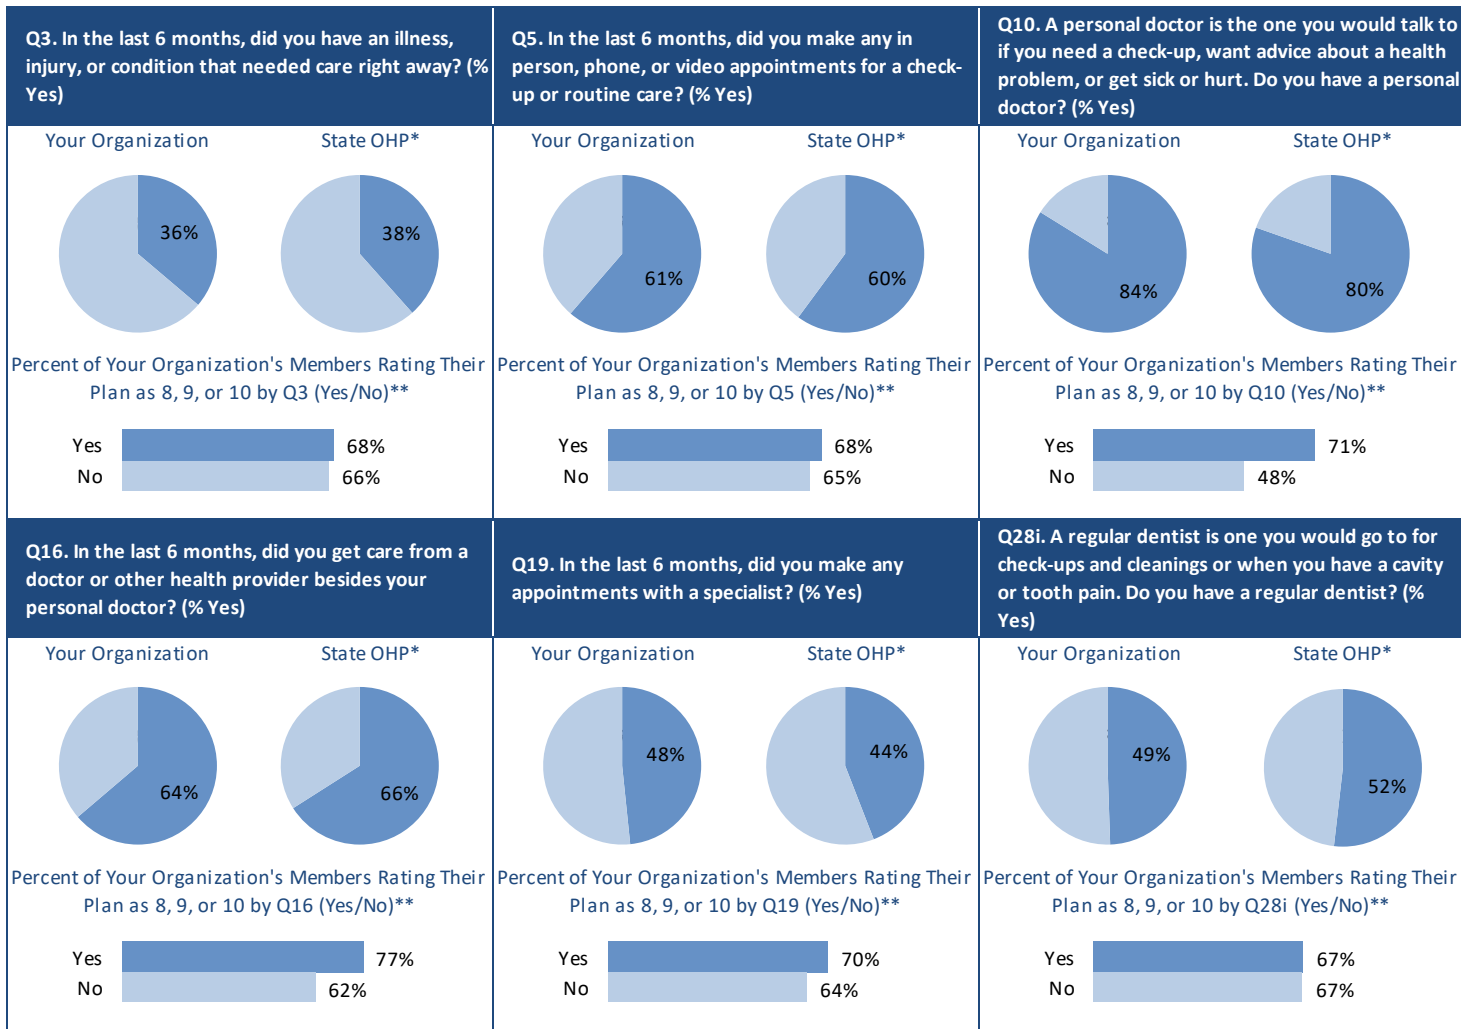 Q3. In the last 6 months, did you have an illness,
injury, or condition that needed care right away? (%
Yes)
Your Organization
State OHP*
36%
38%
Percent of Your Organization's Members Rating Their
Plan as 8, 9, or 10 by Q3 (Yes/No)**
Yes
68%
No
66%
Q5. In the last 6 months, did you make any in
person, phone, or video appointments for a check-
up or routine care? (% Yes)
Your Organization
State OHP*
61%
60%
Percent of Your Organization's Members Rating Their
Plan as 8, 9, or 10 by Q5 (Yes/No)**
Yes
68%
No
65%
Q10. A personal doctor is the one you would talk to
if you need a check-up, want advice about a health
problem, or get sick or hurt. Do you have a personal
doctor? (% Yes)
Your Organization
State OHP*
84%
80%
Percent of Your Organization's Members Rating Their
Plan as 8, 9, or 10 by Q10 (Yes/No)**
Yes
71%
No
48%
Q16. In the last 6 months, did you get care from a
doctor or other health provider besides your
personal doctor? (% Yes)
Your Organization
State OHP*
64%
66%
Percent of Your Organization's Members Rating Their
Plan as 8, 9, or 10 by Q16 (Yes/No)**
Yes
77%
No
62%
Q19. In the last 6 months, did you make any
appointments with a specialist? (% Yes)
Your Organization
State OHP*
48%
44%
Percent of Your Organization's Members Rating Their
Plan as 8, 9, or 10 by Q19 (Yes/No)**
Yes
70%
No
64%
Q28i. A regular dentist is one you would go to for
check-ups and cleanings or when you have a cavity
or tooth pain. Do you have a regular dentist? (%
Yes)
Your Organization
State OHP*
49%
52%
Percent of Your Organization's Members Rating Their
Plan as 8, 9, or 10 by Q28i (Yes/No)**
Yes
67%
No
67%